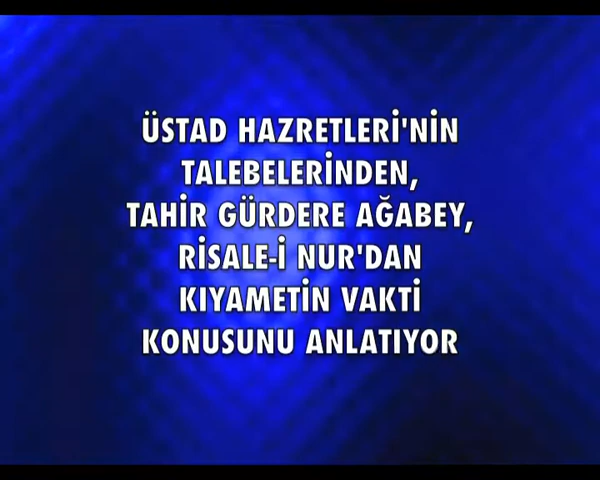 ÜSTAD HAZRETLERİ'NİN
TALEBELERİNDEN,
TAHİR GÜRDERE AĞABEY,
RİSALE-İ NUR'DAN
KIYAMETİN VAKTİ
KONUSUNU ANLATIYOR